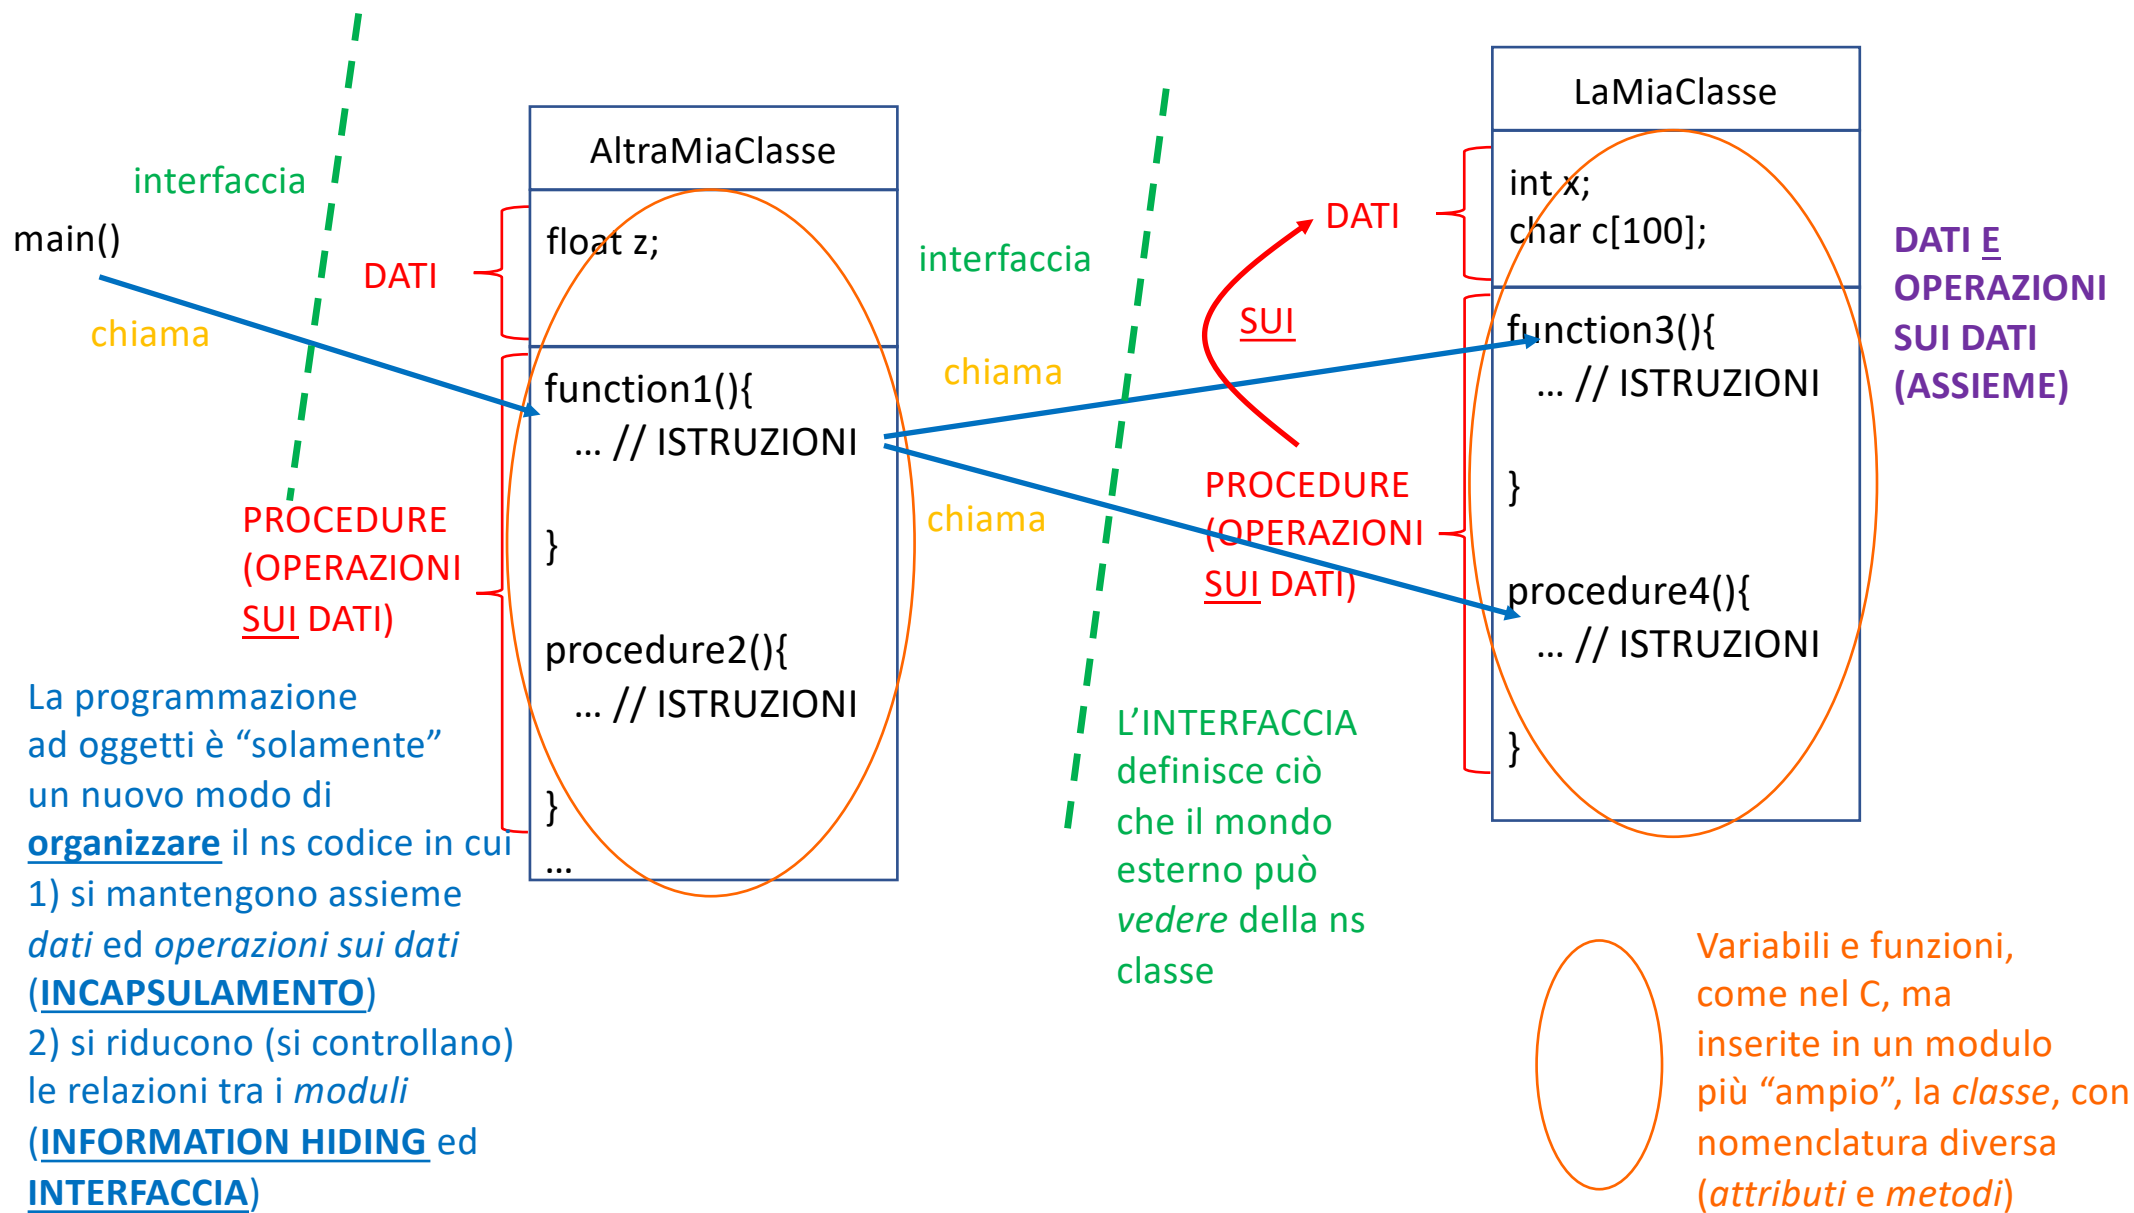 interfaccia
main()
chiama
AltraMiaClasse
DATI
float z;
function1(){
… // ISTRUZIONI
}
procedure2(){
… // ISTRUZIONI
}
…
PROCEDURE
(OPERAZIONI
SUI DATI)
La programmazione
ad oggetti è “solamente”
un nuovo modo di
organizzare il ns codice in cui
1) si mantengono assieme
dati ed operazioni sui dati
(INCAPSULAMENTO)
2) si riducono (si controllano)
le relazioni tra i moduli
(INFORMATION HIDING ed
INTERFACCIA)
interfaccia
chiama
chiama
L’INTERFACCIA
definisce ciò
che il mondo
esterno può
vedere della ns
classe
DATI
SUI
PROCEDURE
(OPERAZIONI
SUI DATI)
LaMiaClasse
int x;
char c[100];
function3(){
… // ISTRUZIONI
}
procedure4(){
… // ISTRUZIONI
}
DATI E
OPERAZIONI
SUI DATI
(ASSIEME)
Variabili e funzioni,
come nel C, ma
inserite in un modulo
più “ampio”, la classe, con
nomenclatura diversa
(attributi e metodi)